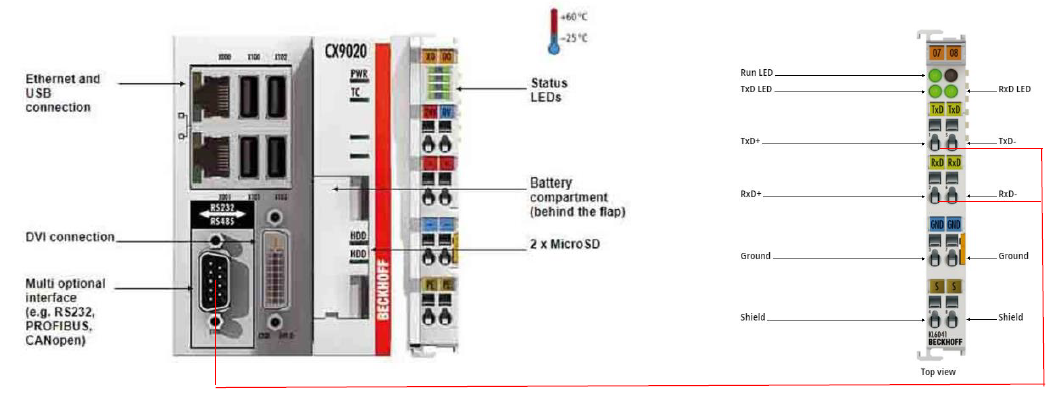 +60°C
-25°C
Ethernet and
USB
connection
X000 X100 X102
CX9020
PWR
TC
Status
LEDs
RS232
RS485
DVI connection
Multi optional
interface
(e.g. RS232,
PROFIBUS,
CANopen)
HDD
HDD
BECKHOFF
Battery
compartment
(behind the flap)
2 x MicroSD
PE PE
07 08
Run LED
TxD LED
RxD LED
TxD TxD
TxD+
TxD-
RxD RxD
RxD+
RxD-
GND GND
Ground
Ground
S S
Shield
Shield
KL6041
BECKHOFF
Top view